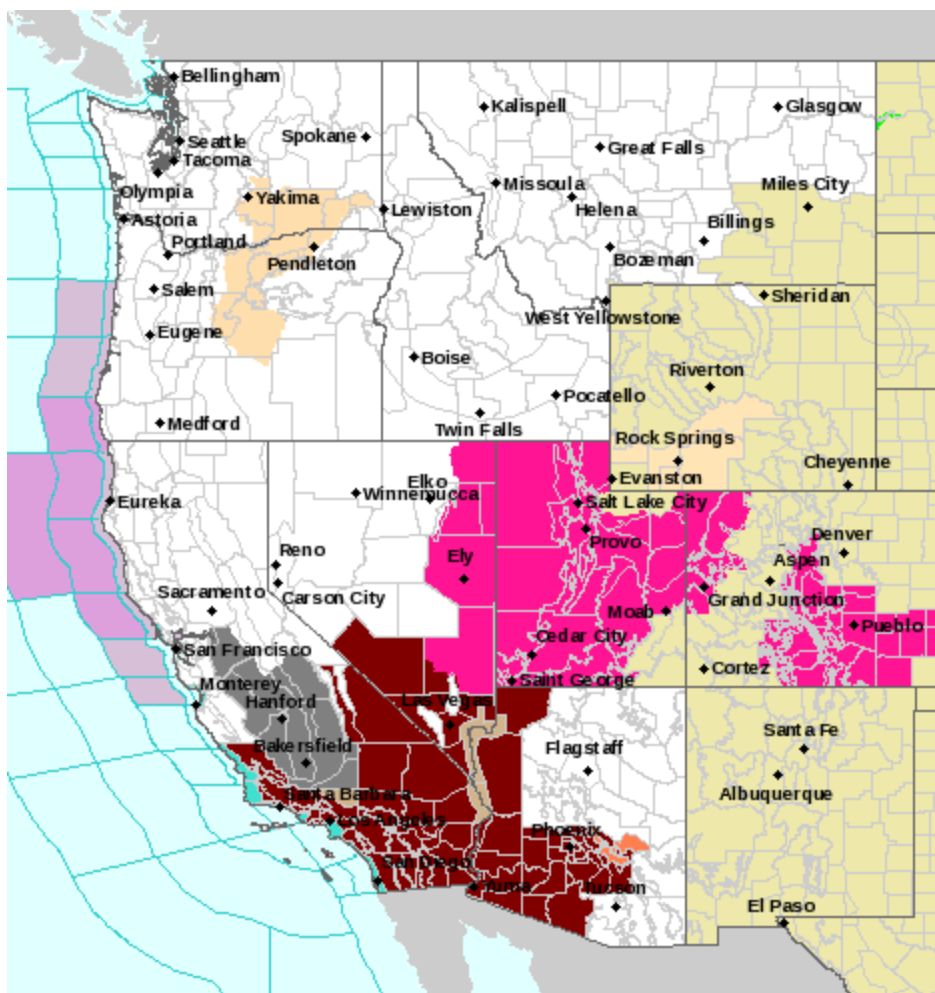 Bellingham
Kalispell
Glasgow
Seattle
Spokane
Great Falls
Tacoma
Missoula
Miles City
Olympia
Yakima
Lewiston
Helena
Astoria
Billings
Portland
Pendleton
Bozeman
Salem
Sheridan
West Yellowstone
Eugene
Boise
Riverton
Pocatello
Medford
Twin Falls
Rock Springs
Cheyenne
Elko
Evanston
Winnemucca
Eureka
Salt Lake City
Denver
Provo
Reno
Ely
Aspen
Sacramento
Carson City
Grand Junction
Moab
Pueblo
Cedar City
San Francisco
Cortez
Saint George
Monterey
Hanford
Las Vegas
Flagstaff
Santa Fe
Bakersfield
Albuquerque
Santa Barbara
Los Angeles
Phoenix
San Diego
Yuma
Tucson
El Paso